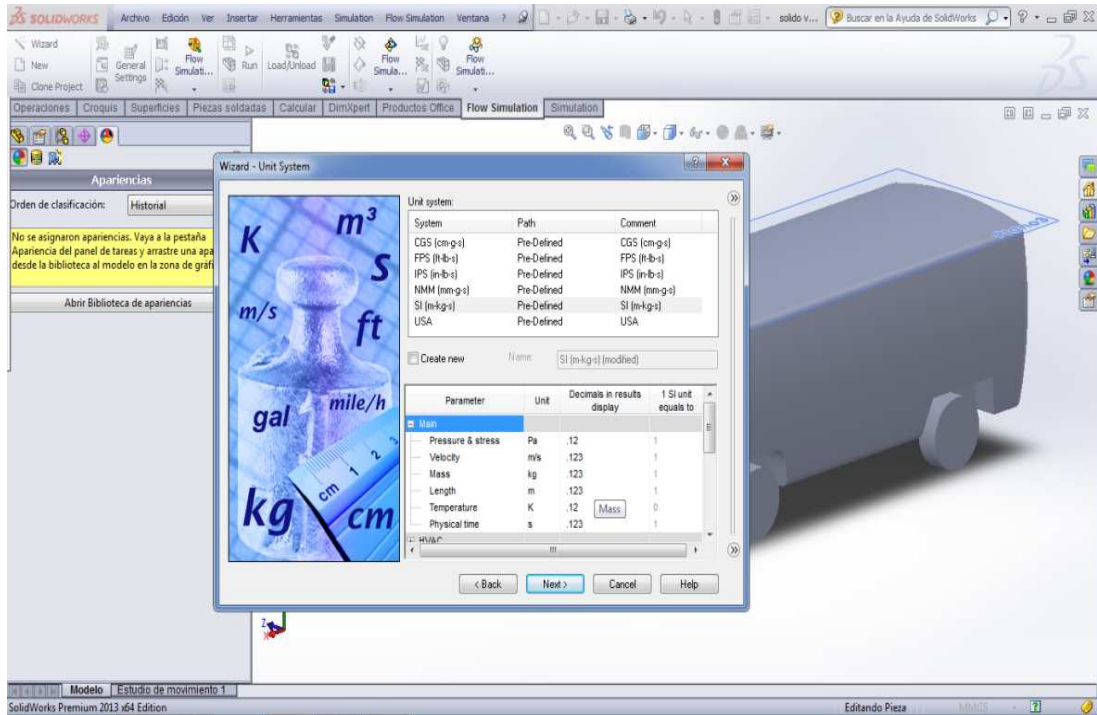 SOLIDWORKS Archivo Edición Ver Insertar Herramientas Simulation Flow Simulation Ventana ? solido v... Buscar en la Ayuda de SolidWorks
Wizard
New
Clone Project
General Settings
Flow Simulati...
Run
Load/Unload
Flow Simula...
Flow Simulati...
Operaciones Croquis Superficies Piezas soldadas Calcular DimXpert Productos Office Flow Simulation Simulation
Apariencias
Orden de clasificación: Historial
No se asignaron apariencias. Vaya a la pestaña
Apariencia del panel de tareas y arrastre una apa
desde la biblioteca al modelo en la zona de gráfi
Abrir Biblioteca de apariencias
Wizard - Unit System
K m³ S m/s ft gal mile/h kg cm 1 2 3 cm
Unit system:
System Path Comment
CGS (cm-g-s) Pre-Defined CGS (cm-g-s)
FPS (ft-lb-s) Pre-Defined FPS (ft-lb-s)
IPS (in-lb-s) Pre-Defined IPS (in-lb-s)
NMM (mm-g-s) Pre-Defined NMM (mm-g-s)
SI (m-kg-s) Pre-Defined SI (m-kg-s)
USA Pre-Defined USA
Create new Name: SI (m-kg-s) (modified)
Parameter Unit Decimals in results display 1 SI unit equals to
Main
Pressure & stress Pa .12 1
Velocity m/s .123 1
Mass kg .123 1
Length m .123 1
Temperature K .12 0
Mass
Physical time s .123 1
HVAC
< Back Next > Cancel Help
Z
X
Modelo Estudio de movimiento 1
SolidWorks Premium 2013 x64 Edition Editando Pieza MMGS